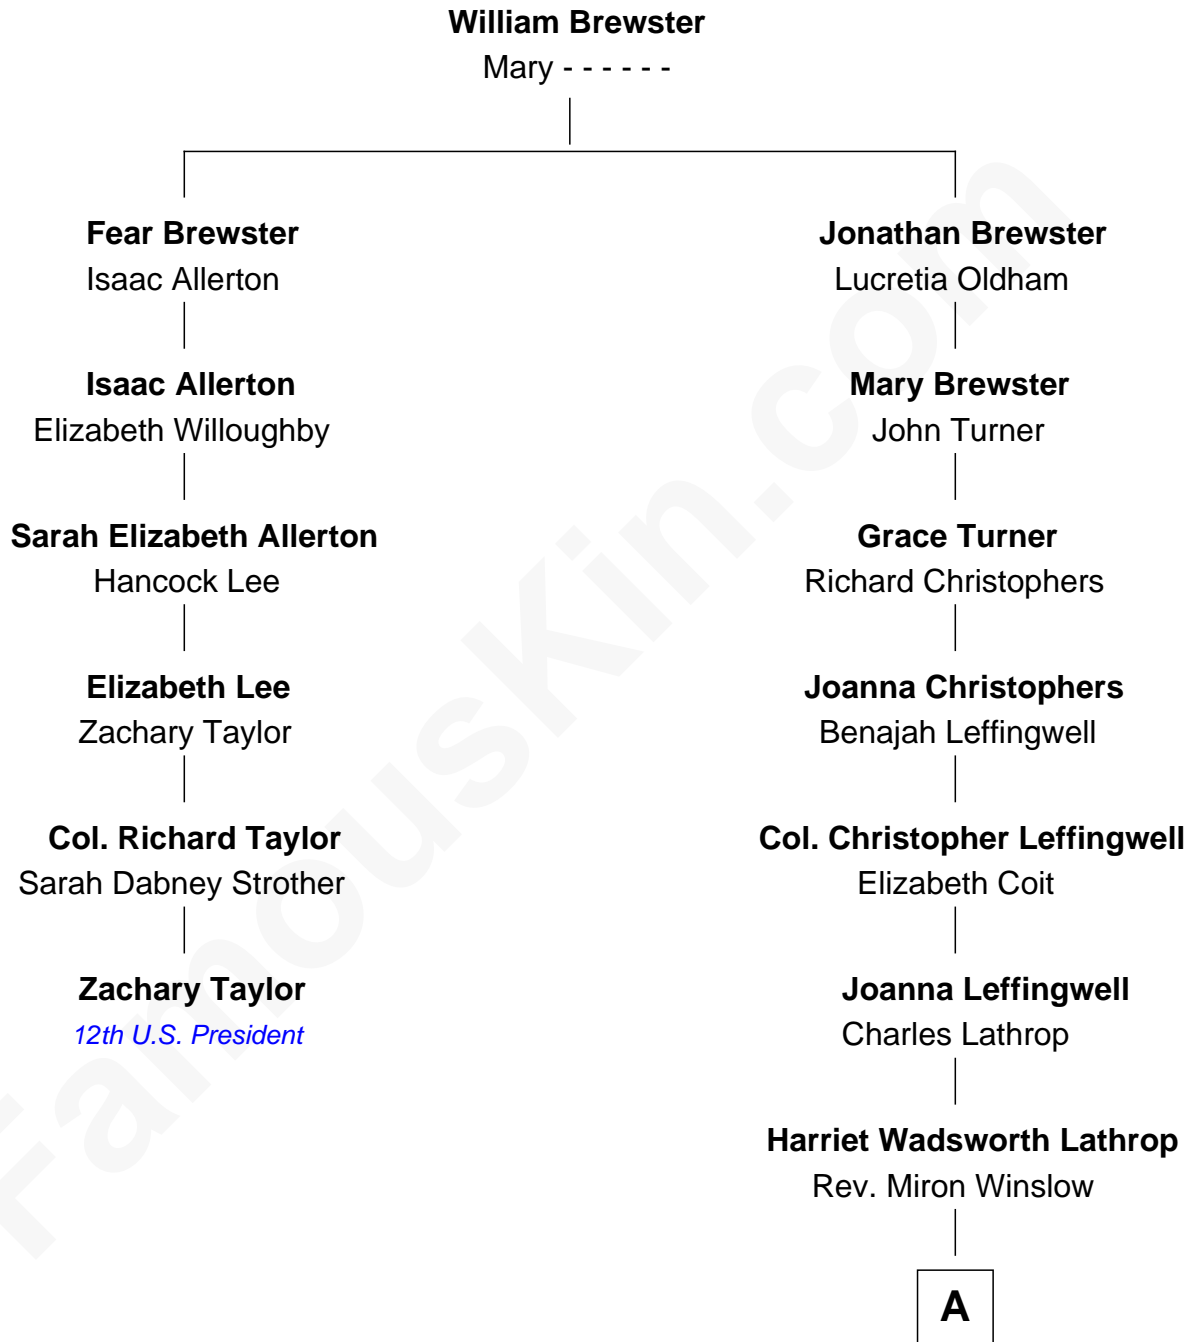 William Brewster
Mary - - - - - -
Fear Brewster
Isaac Allerton
Jonathan Brewster
Lucretia Oldham
Isaac Allerton
Elizabeth Willoughby
Mary Brewster
John Turner
Sarah Elizabeth Allerton
Hancock Lee
Grace Turner
Richard Christophers
Elizabeth Lee
Zachary Taylor
Joanna Christophers
Benajah Leffingwell
Col. Richard Taylor
Sarah Dabney Strother
Col. Christopher Leffingwell
Elizabeth Coit
Zachary Taylor
12th U.S. President
Joanna Leffingwell
Charles Lathrop
Harriet Wadsworth Lathrop
Rev. Miron Winslow
A
FamousKin.com